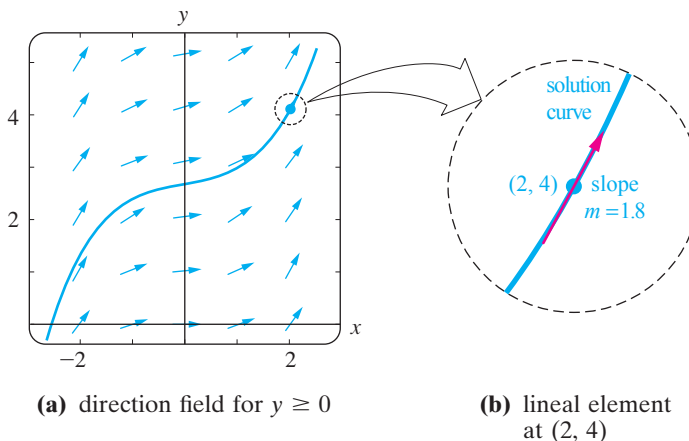 y
4
2
x
−2
2
solution
curve
(2, 4)
slope
m = 1.8
(a) direction field for y ≥ 0
(b) lineal element
at (2, 4)